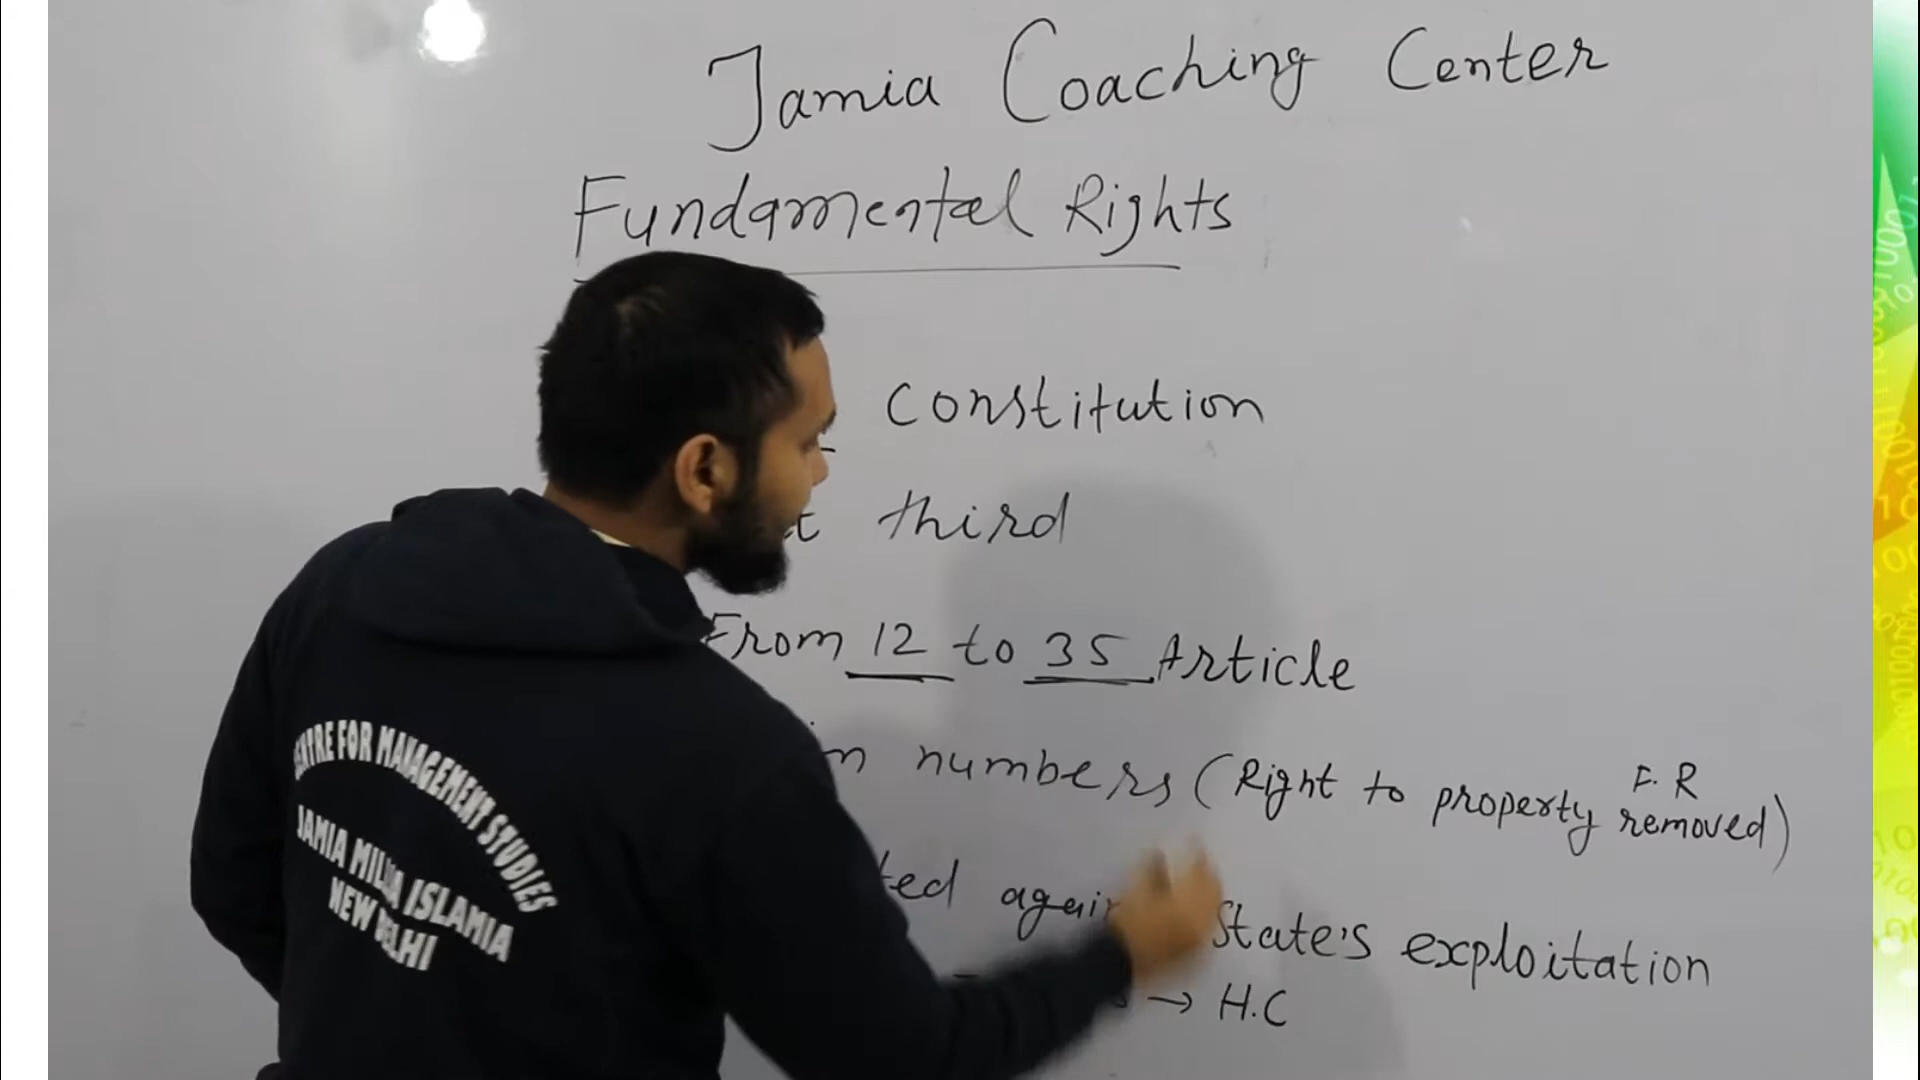 Jamia Coaching Center
Fundamental Rights
Constitution
third
From 12 to 35 Article
numbers (Right to property F.R removed)
State's exploitation
→ H.C
CENTRE FOR MANAGEMENT STUDIES
JAMIA MILLIA ISLAMIA
NEW DELHI